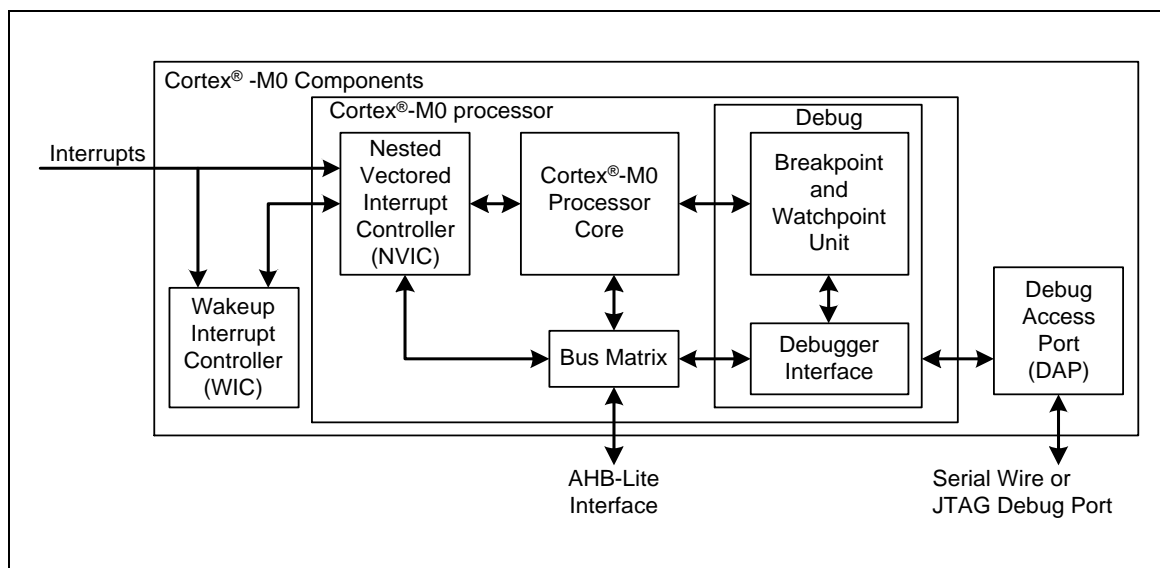 Cortex® -M0 Components
Cortex®-M0 processor
Debug
Interrupts
Nested
Vectored
Interrupt
Controller
(NVIC)
Cortex®-M0
Processor
Core
Breakpoint
and
Watchpoint
Unit
Wakeup
Interrupt
Controller
(WIC)
Bus Matrix
Debugger
Interface
Debug
Access
Port
(DAP)
AHB-Lite
Interface
Serial Wire or
JTAG Debug Port